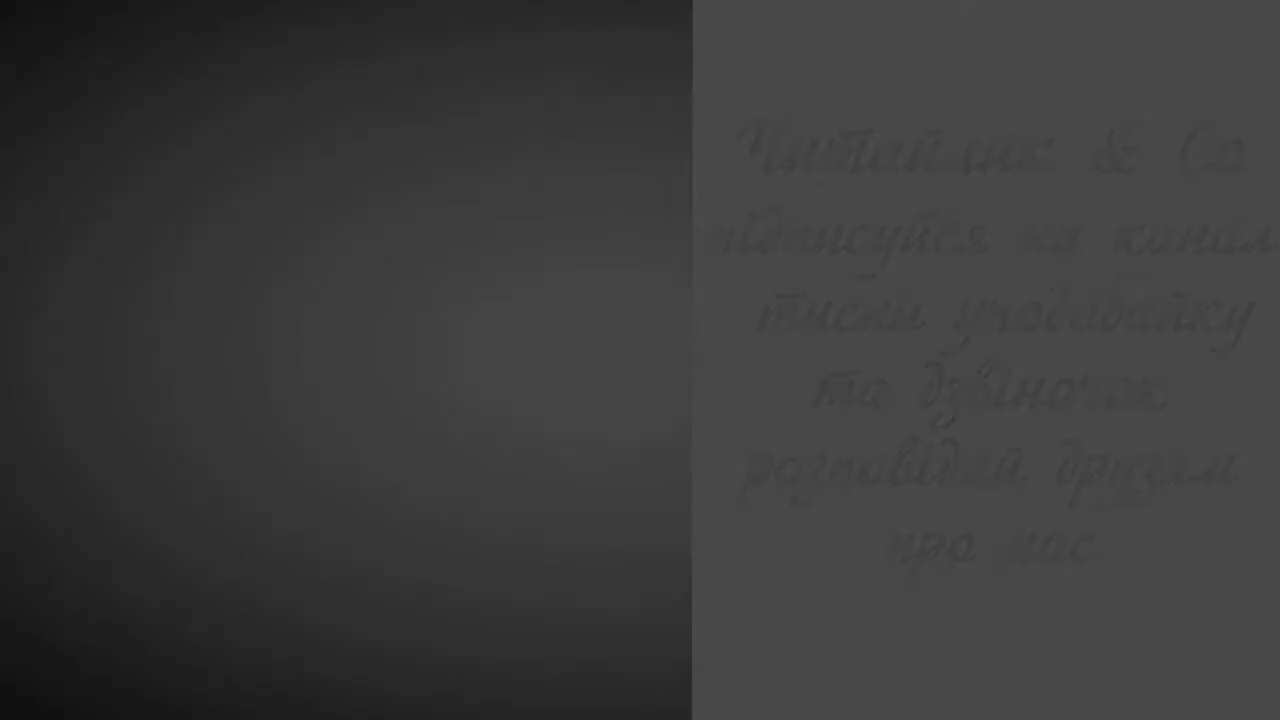 Читайлик & Co
підписуйся на канал
тисни уподобайку
та дзвіночок
розповідай друзям
про нас